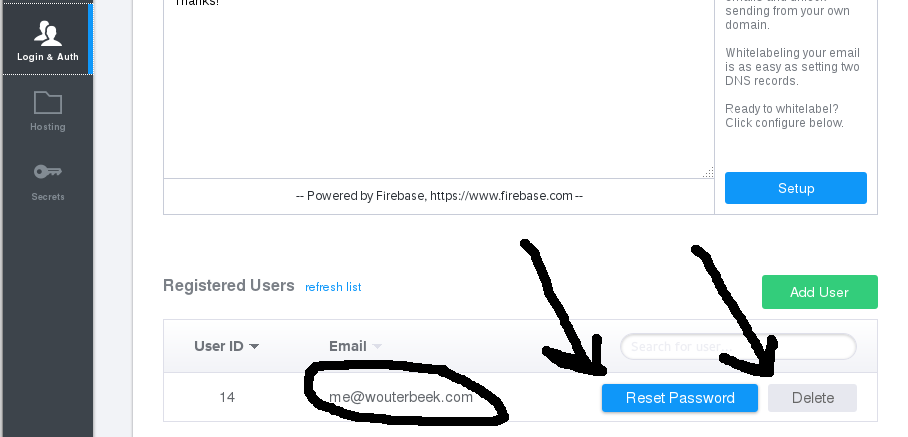 Thanks!
sending from your own
domain.
Whitelabeling your email
is as easy as setting two
DNS records.
Ready to whitelabel?
Click configure below.
Setup
-- Powered by Firebase, https://www.firebase.com --
Login & Auth
Hosting
Secrets
Registered Users refresh list
Add User
User ID Email Search for user...
14 me@wouterbeek.com Reset Password Delete